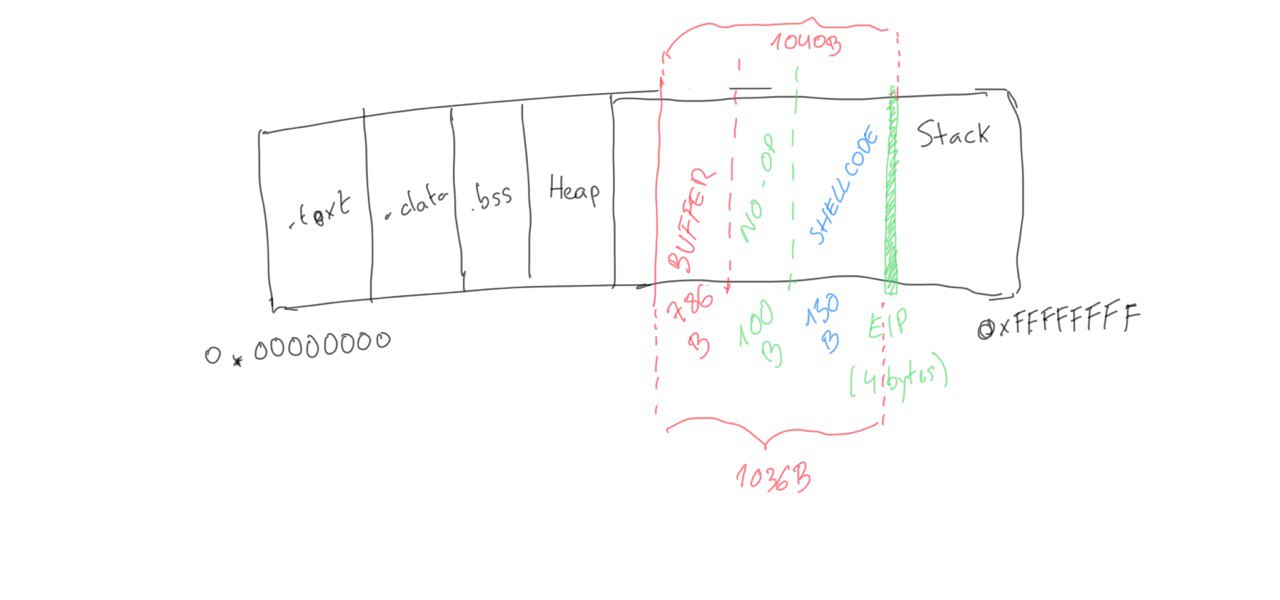 1040B
.text
.data
.bss
Heap
BUFFER
NO-OP
SHELLCODE
Stack
786
B
100
B
150
B
EIP
(4 bytes)
0x00000000
0xFFFFFFFF
1036B